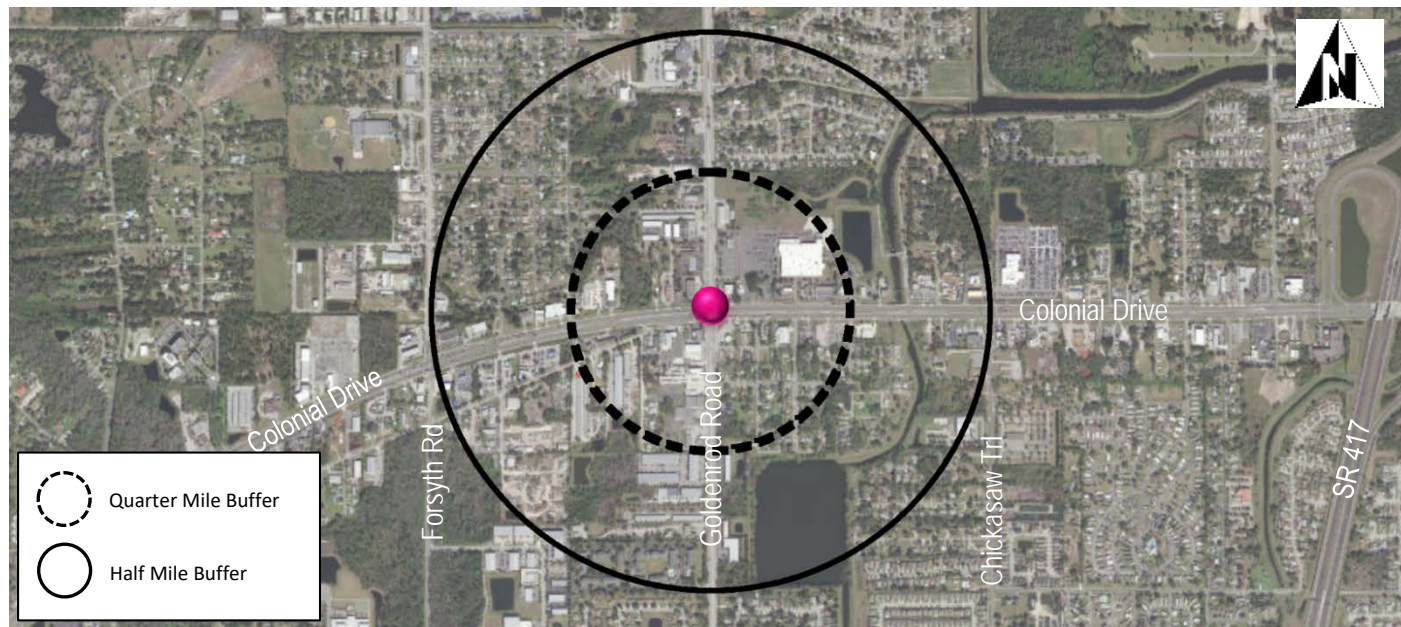 N
Colonial Drive
Colonial Drive
Forsyth Rd
Goldenrod Road
Chickasaw Trl
SR 417
Quarter Mile Buffer
Half Mile Buffer